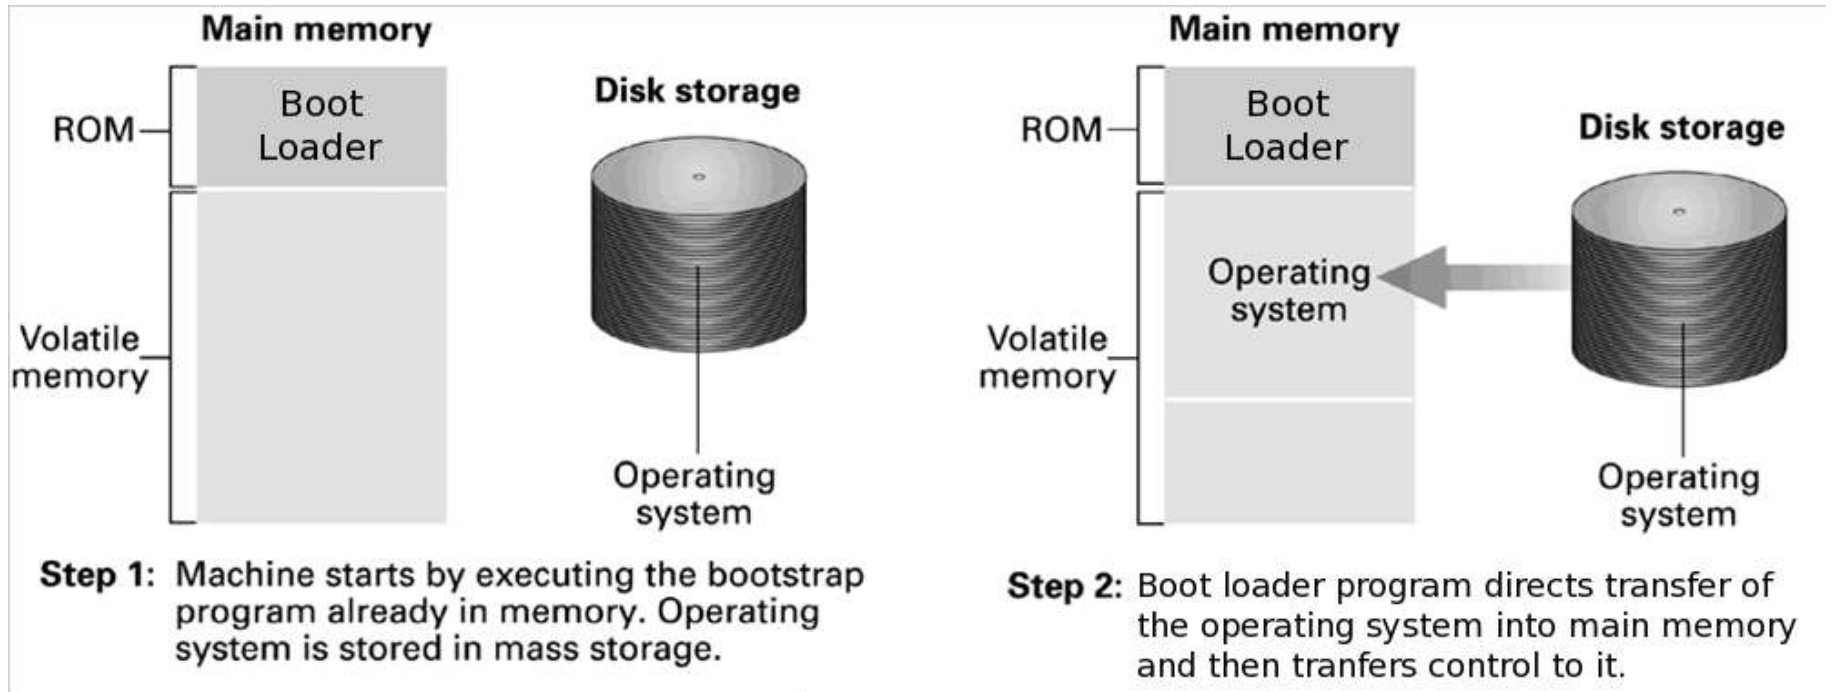 Main memory
Boot
Loader
ROM
Volatile
memory
Disk storage
Operating
system
Step 1: Machine starts by executing the bootstrap
program already in memory. Operating
system is stored in mass storage.
Main memory
Boot
Loader
ROM
Operating
system
Volatile
memory
Disk storage
Operating
system
Step 2: Boot loader program directs transfer of
the operating system into main memory
and then tranfers control to it.